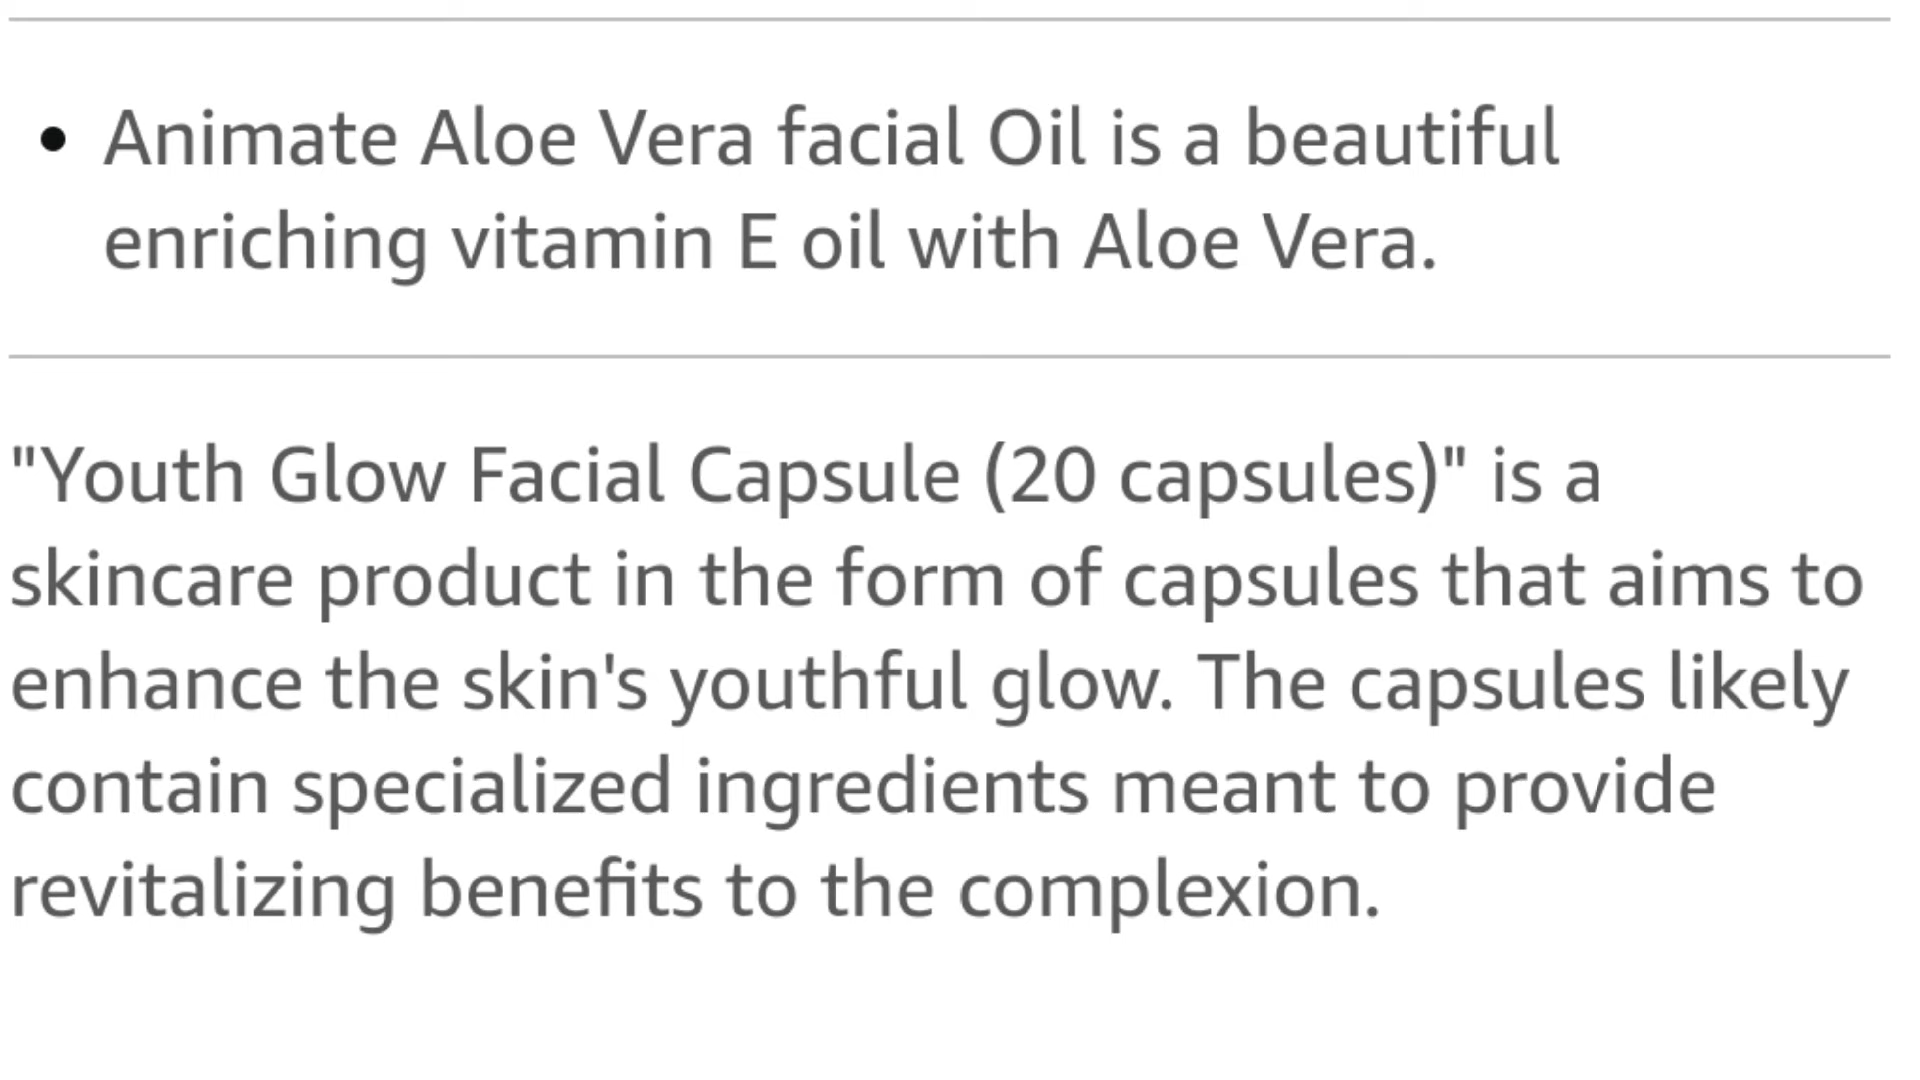 • Animate Aloe Vera facial Oil is a beautiful
enriching vitamin E oil with Aloe Vera.
"Youth Glow Facial Capsule (20 capsules)" is a
skincare product in the form of capsules that aims to
enhance the skin's youthful glow. The capsules likely
contain specialized ingredients meant to provide
revitalizing benefits to the complexion.